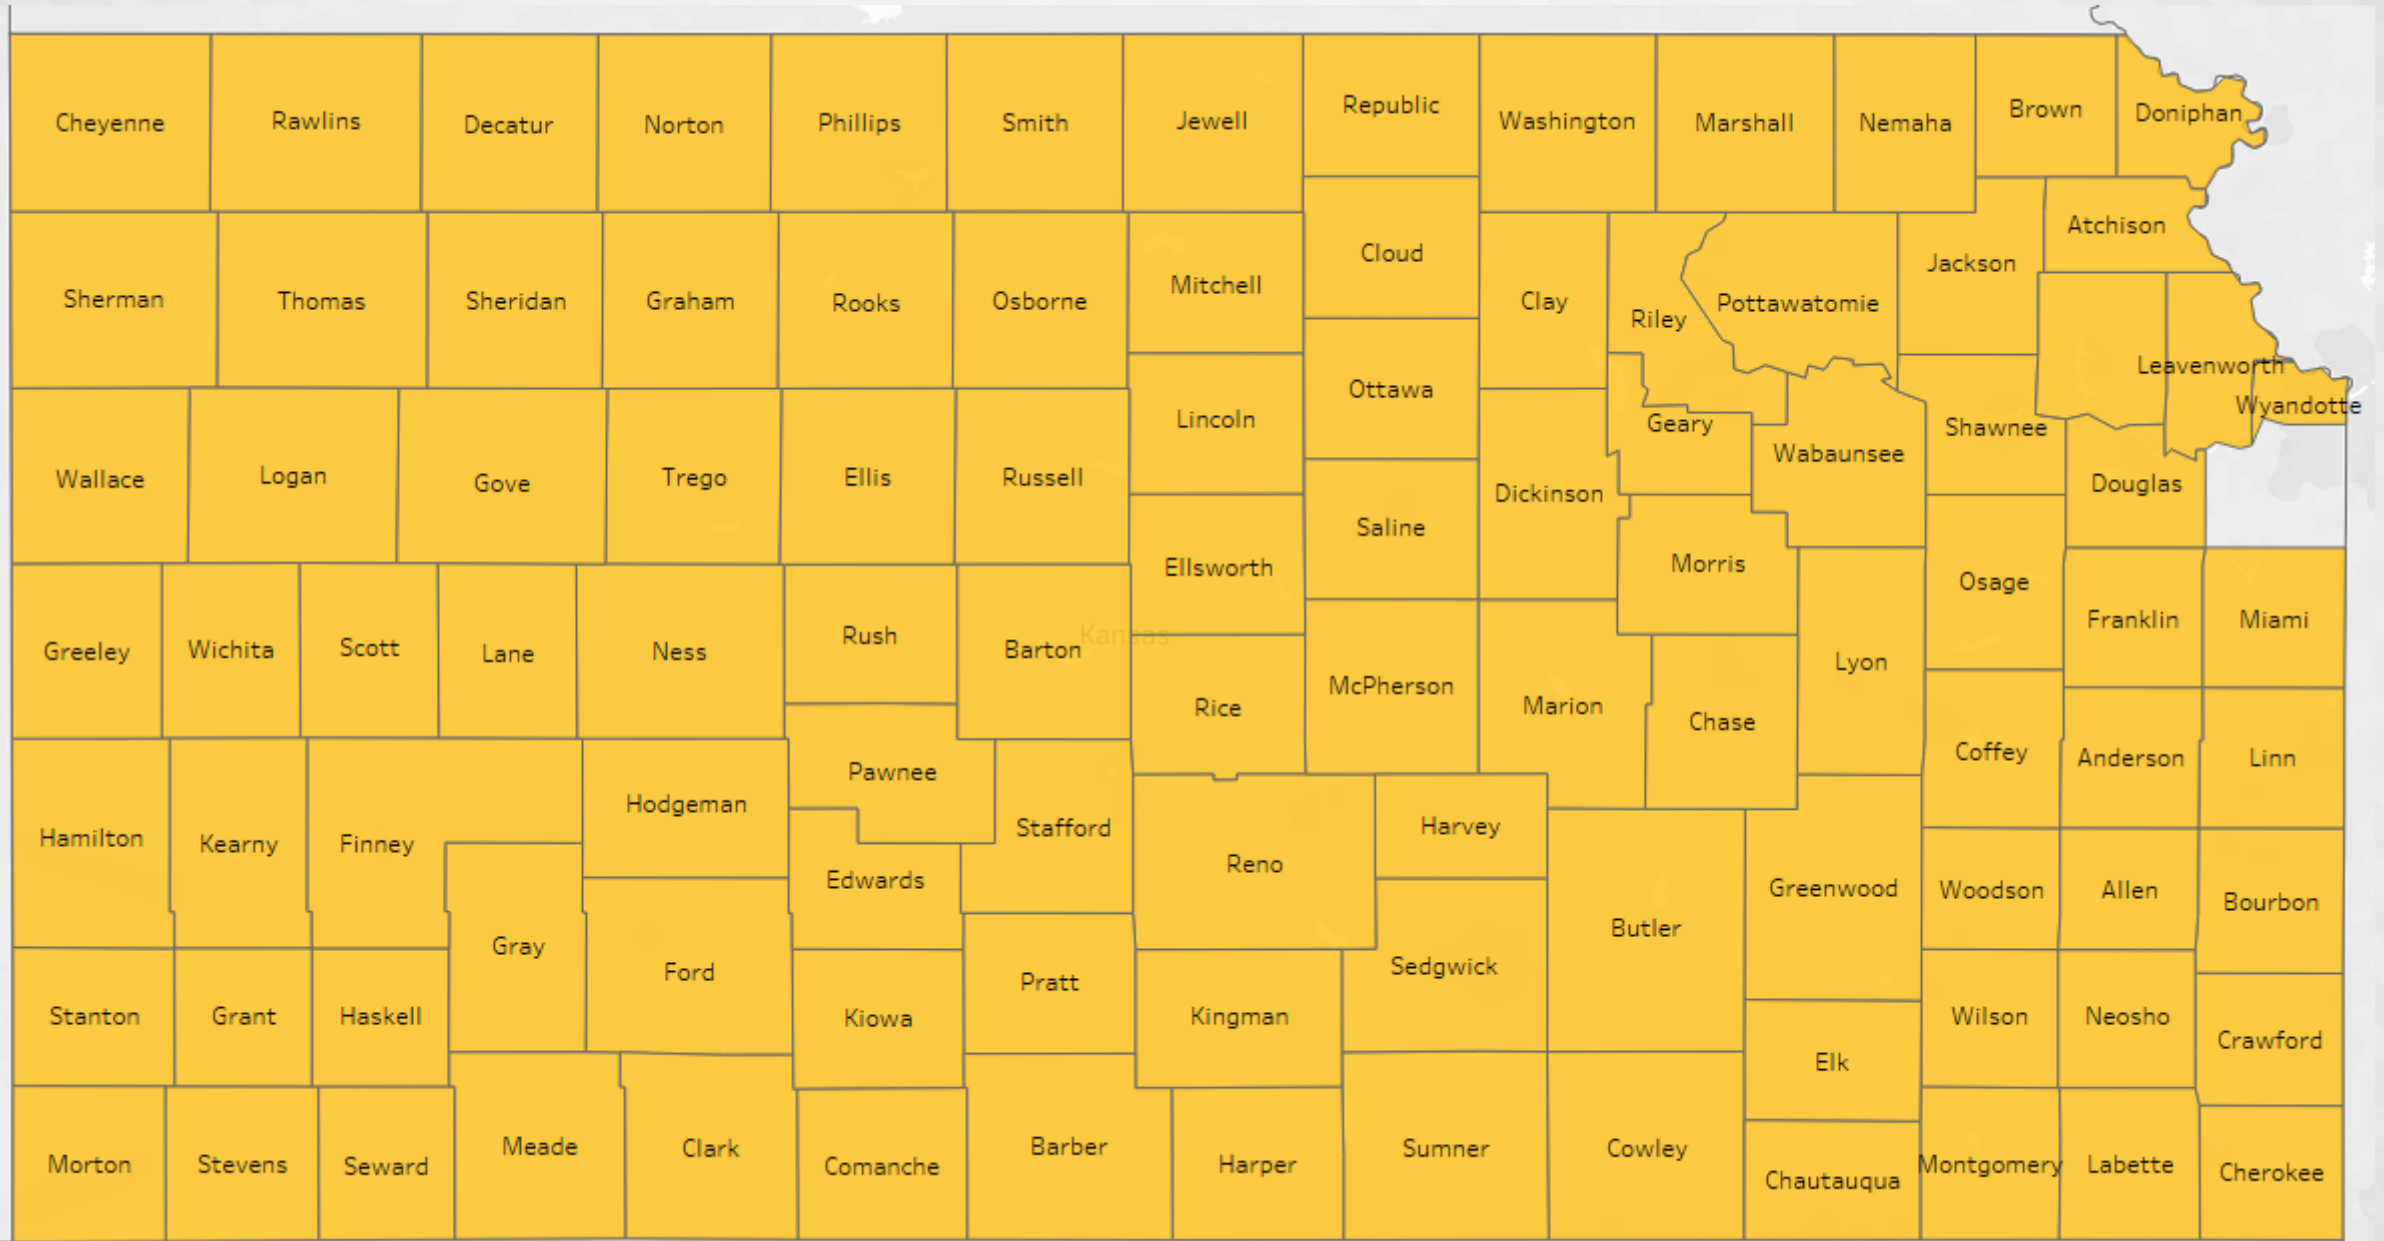 Cheyenne
Rawlins
Decatur
Norton
Phillips
Smith
Jewell
Republic
Washington
Marshall
Nemaha
Brown
Doniphan
Sherman
Thomas
Sheridan
Graham
Rooks
Osborne
Mitchell
Cloud
Clay
Riley
Pottawatomie
Jackson
Atchison
Leavenworth
Wyandotte
Wallace
Logan
Gove
Trego
Ellis
Russell
Lincoln
Ottawa
Geary
Wabaunsee
Shawnee
Douglas
Ellsworth
Saline
Dickinson
Morris
Osage
Franklin
Miami
Greeley
Wichita
Scott
Lane
Ness
Rush
Barton
Kansas
Rice
McPherson
Marion
Chase
Lyon
Coffey
Anderson
Linn
Hamilton
Kearny
Finney
Hodgeman
Pawnee
Stafford
Reno
Harvey
Butler
Greenwood
Woodson
Allen
Bourbon
Gray
Ford
Edwards
Sedgwick
Stanton
Grant
Haskell
Kiowa
Pratt
Kingman
Elk
Wilson
Neosho
Crawford
Morton
Stevens
Seward
Meade
Clark
Comanche
Barber
Harper
Sumner
Cowley
Chautauqua
Montgomery
Labette
Cherokee